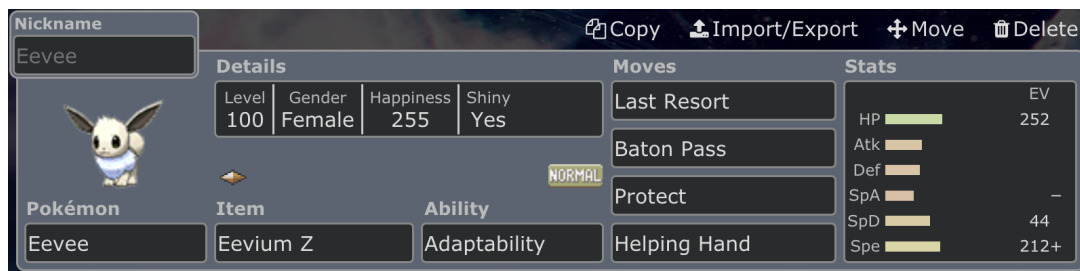 Nickname
Eevee
Copy Import/Export Move Delete
Details
Level Gender Happiness Shiny
100 Female 255 Yes
NORMAL
Pokémon Item Ability
Eevee Eevium Z Adaptability
Moves
Last Resort
Baton Pass
Protect
Helping Hand
Stats
EV
HP 252
Atk
Def
SpA –
SpD 44
Spe 212+